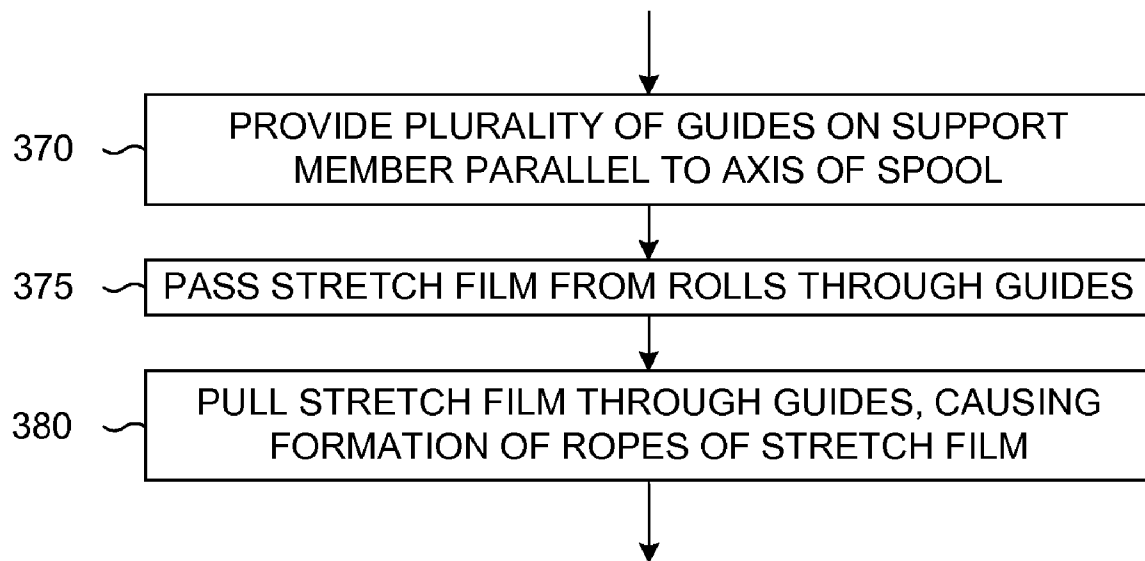 370
PROVIDE PLURALITY OF GUIDES ON SUPPORT
MEMBER PARALLEL TO AXIS OF SPOOL
375
PASS STRETCH FILM FROM ROLLS THROUGH GUIDES
380
PULL STRETCH FILM THROUGH GUIDES, CAUSING
FORMATION OF ROPES OF STRETCH FILM